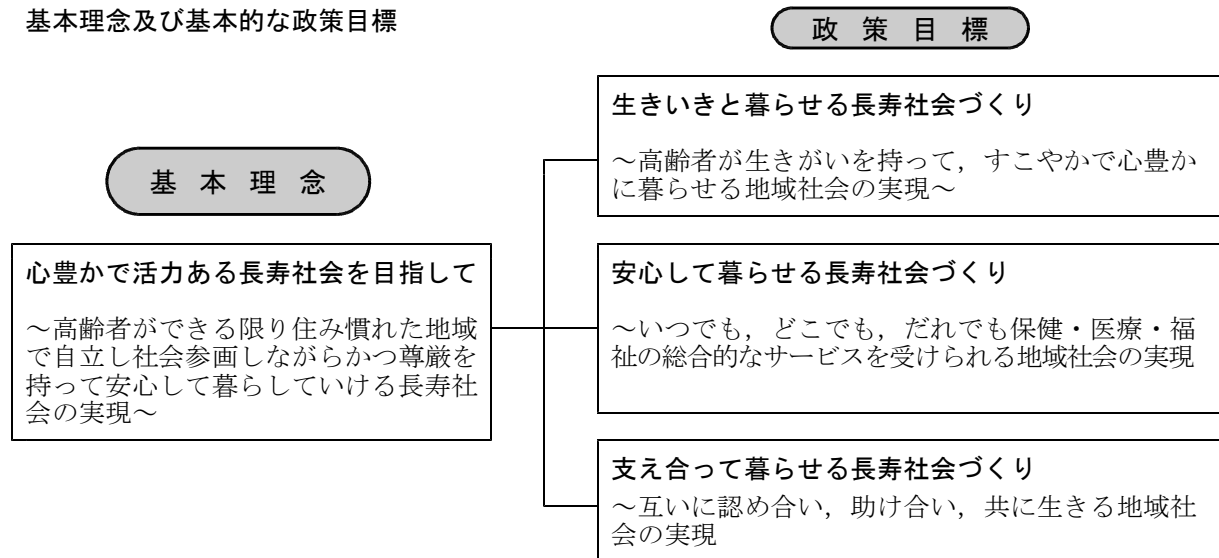 基本理念及び基本的な政策目標
政 策 目 標
基 本 理 念
心豊かで活力ある長寿社会を目指して
～高齢者ができる限り住み慣れた地域
で自立し社会参画しながらかつ尊厳を
持って安心して暮らしていける長寿社
会の実現～
生きいきと暮らせる長寿社会づくり
～高齢者が生きがいを持って，すこやかで心豊か
に暮らせる地域社会の実現～
安心して暮らせる長寿社会づくり
～いつでも，どこでも，だれでも保健・医療・福
祉の総合的なサービスを受けられる地域社会の実現
支え合って暮らせる長寿社会づくり
～互いに認め合い，助け合い，共に生きる地域社
会の実現